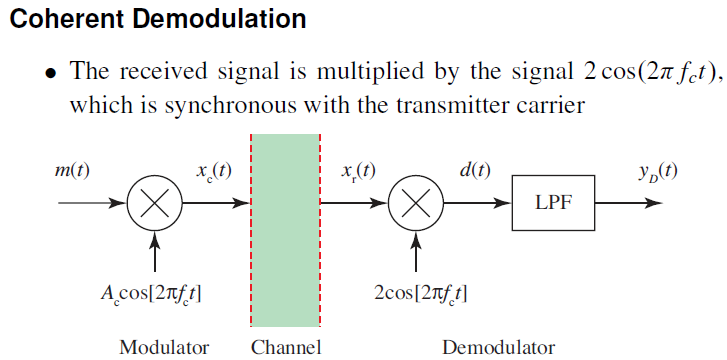 Coherent Demodulation
• The received signal is multiplied by the signal 2 cos(2π f_c t),
which is synchronous with the transmitter carrier
m(t) x_c(t) x_r(t) d(t) y_D(t)
LPF
A_c cos[2πf_c t] 2cos[2πf_c t]
Modulator Channel Demodulator